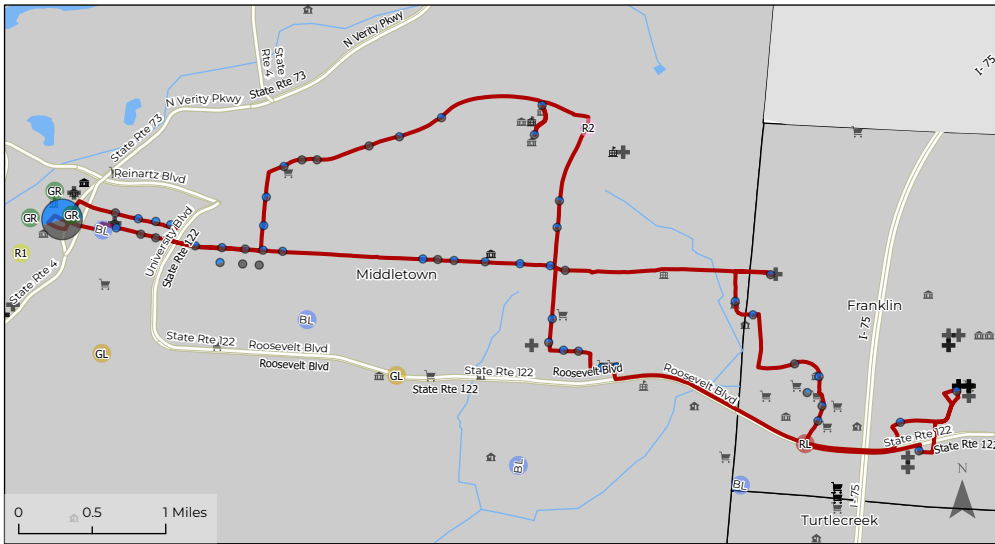 N Verity Pkwy
State
Rte 4
I- 75
State Rte 73
N Verity Pkwy
State Rte 73
R2
Reinartz Blvd
GR
GR
GR
BL
University Blvd
State Rte 122
R1
State Rte 4
Middletown
Franklin
BL
I- 75
State Rte 122
Roosevelt Blvd
GL
Roosevelt Blvd
State Rte 122
Roosevelt Blvd
GL
State Rte 122
Roosevelt Blvd
State Rte 122
RL
State Rte 122
BL
BL
N
I-75
0 0.5 1 Miles
Turtlecreek